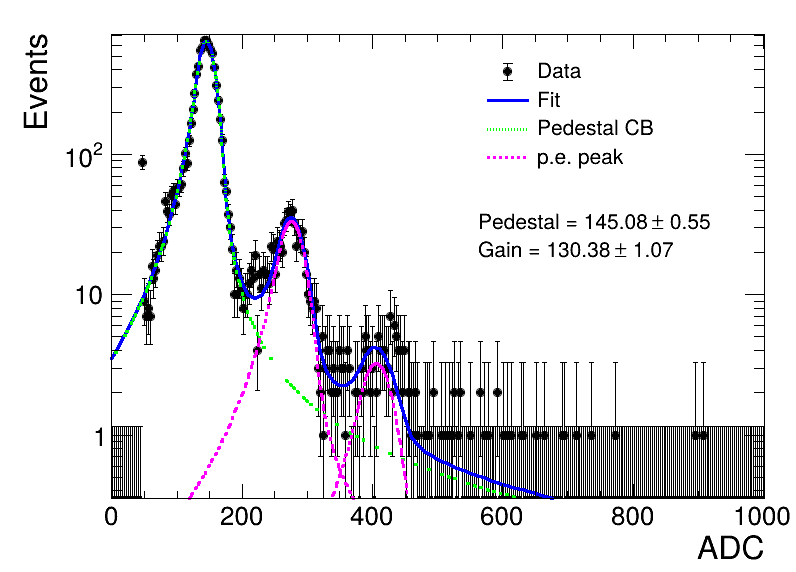 Events
Data
Fit
Pedestal CB
p.e. peak
Pedestal = 145.08 ± 0.55
Gain = 130.38 ± 1.07
10²
10
1
0 200 400 600 800 1000
ADC